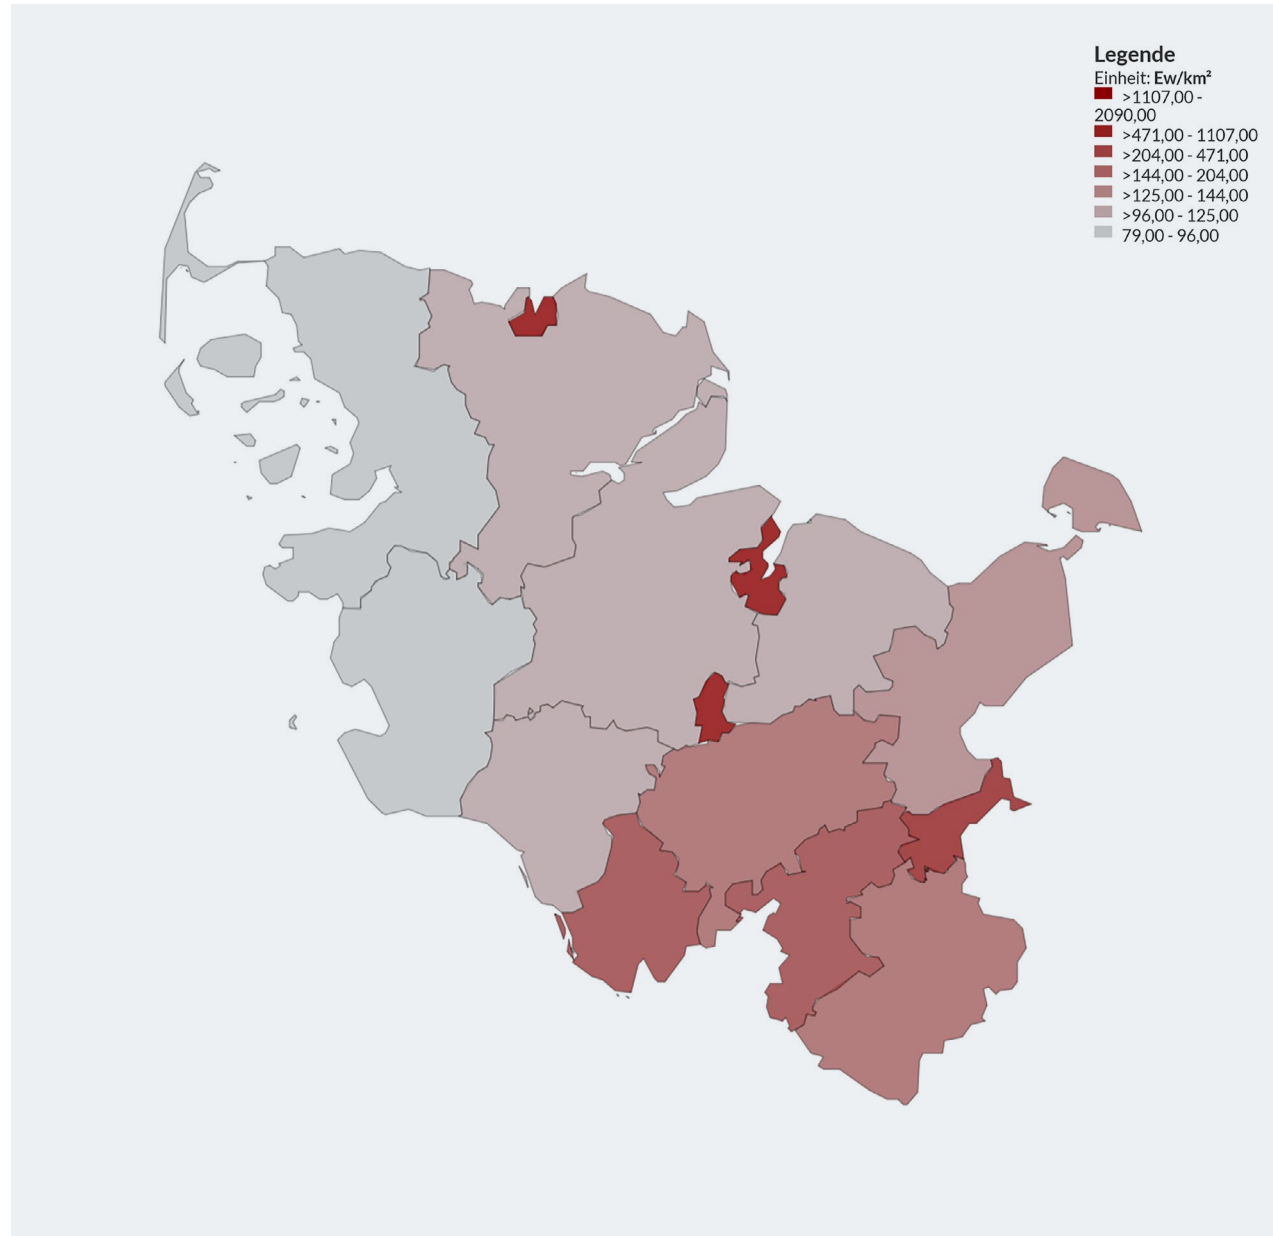 Legende
Einheit: Ew/km²
>1107,00 -
2090,00
>471,00 - 1107,00
>204,00 - 471,00
>144,00 - 204,00
>125,00 - 144,00
>96,00 - 125,00
79,00 - 96,00